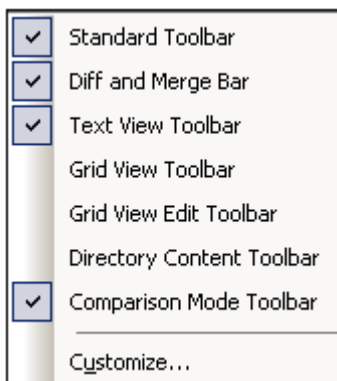 Standard Toolbar
Diff and Merge Bar
Text View Toolbar
Grid View Toolbar
Grid View Edit Toolbar
Directory Content Toolbar
Comparison Mode Toolbar
Customize...